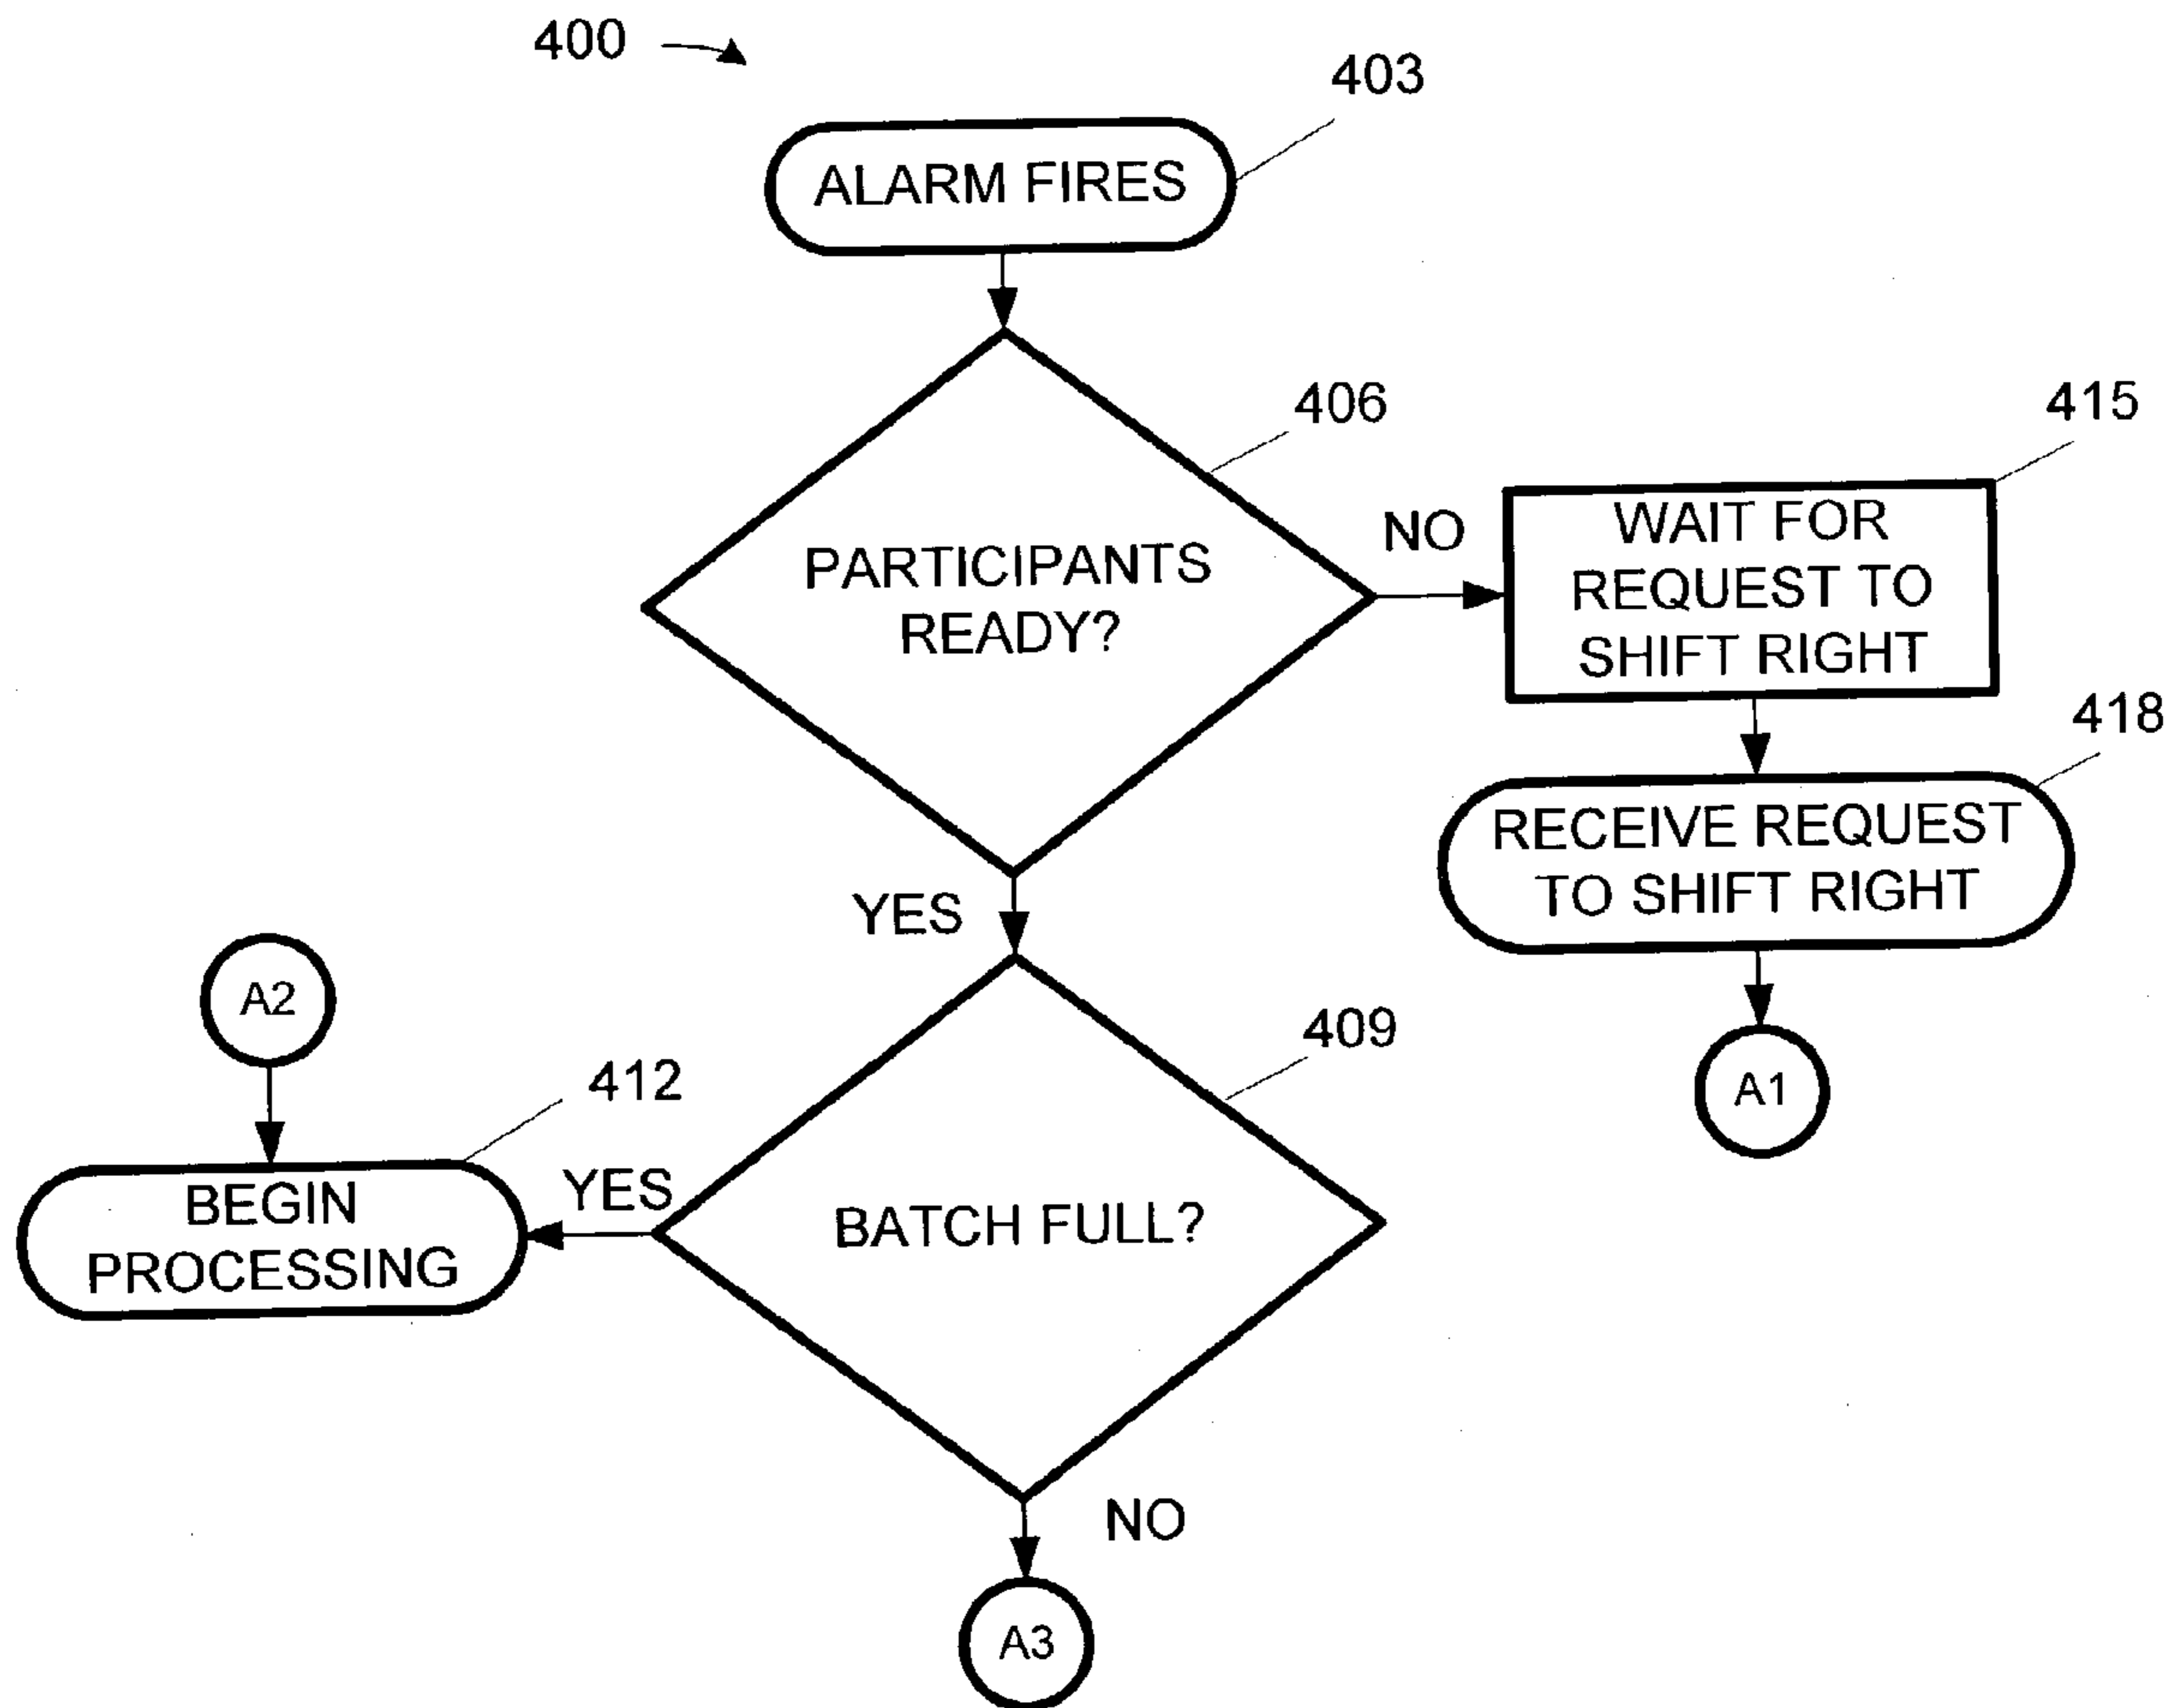 400
403
ALARM FIRES
406
415
PARTICIPANTS
READY?
NO
WAIT FOR
REQUEST TO
SHIFT RIGHT
418
RECEIVE REQUEST
TO SHIFT RIGHT
YES
A2
409
A1
412
BEGIN
PROCESSING
YES
BATCH FULL?
NO
A3